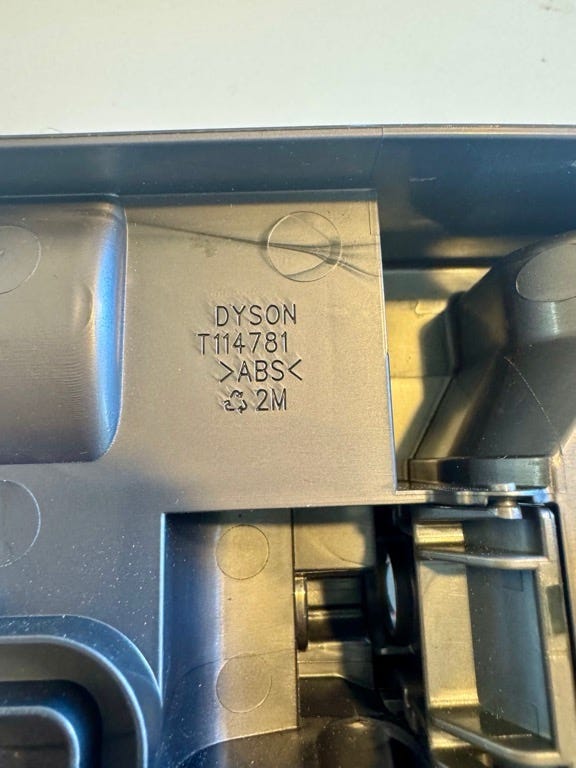 DYSON
T114781
>ABS<
♴ 2M